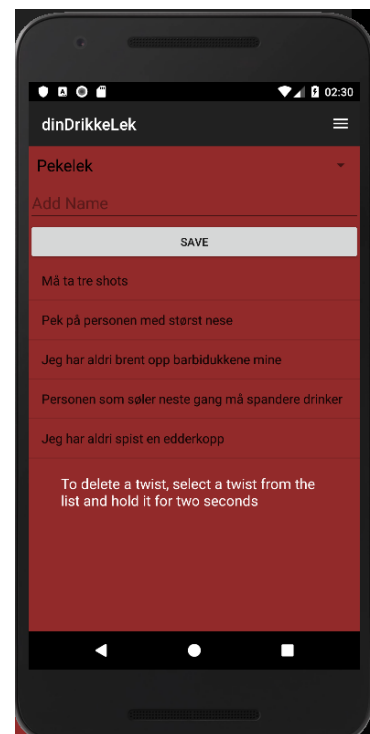 02:30
dinDrikkeLek
Pekelek
Add Name
SAVE
Må ta tre shots
Pek på personen med størst nese
Jeg har aldri brent opp barbidukkene mine
Personen som søler neste gang må spandere drinker
Jeg har aldri spist en edderkopp
To delete a twist, select a twist from the
list and hold it for two seconds